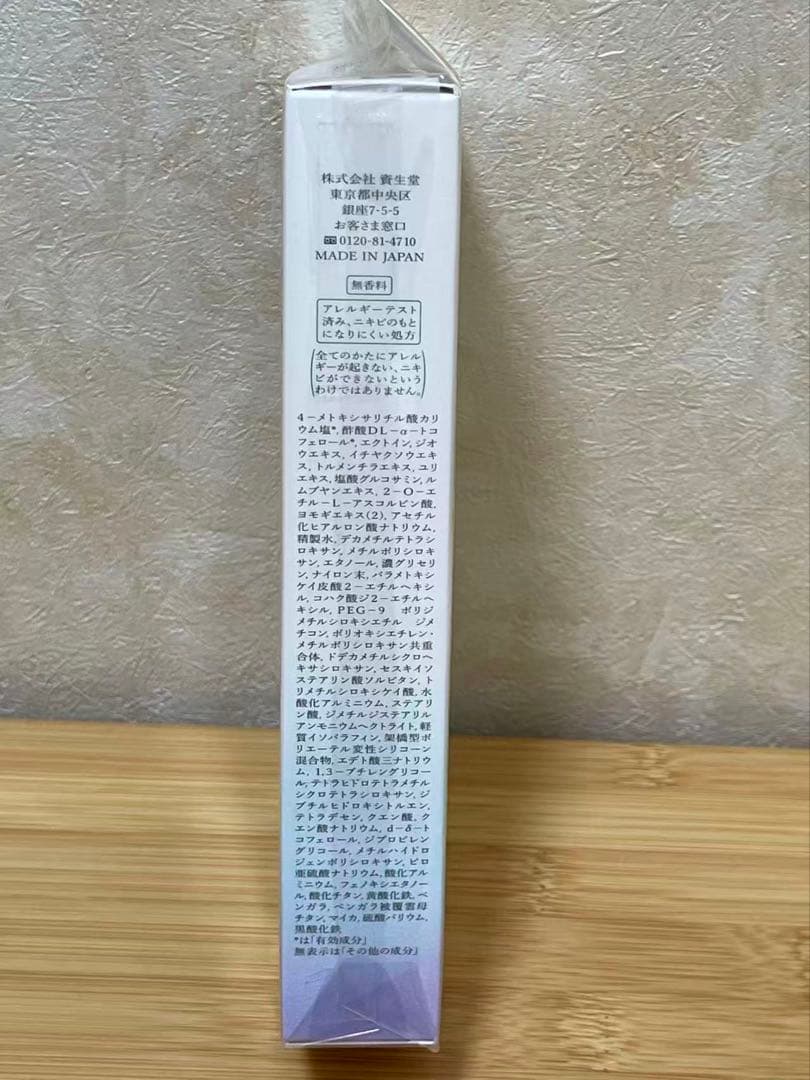 株式会社 資生堂
東京都中央区
銀座7-5-5
お客さま窓口
0120-81-4710
MADE IN JAPAN
無香料
アレルギーテスト
済み、ニキビのもと
になりにくい処方
(全てのかたにアレル
ギーが起きない、ニキ
ビができないという
わけではありません。)
4－メトキシサリチル酸カリ
ウム塩*, 酢酸DL－α－トコ
フェロール*, エクトイン, ジオ
ウエキス, イチヤクソウエキ
ス, トルメンチラエキス, ユリ
エキス, 塩酸グルコサミン, ル
ムプヤンエキス, 2－O－エ
チル－L－アスコルビン酸,
ヨモギエキス(2), アセチル
化ヒアルロン酸ナトリウム,
精製水, デカメチルテトラシ
ロキサン, メチルポリシロキ
サン, エタノール, 濃グリセリ
ン, ナイロン末, パラメトキシ
ケイ皮酸2－エチルヘキシ
ル, コハク酸ジ2－エチルヘ
キシル, PEG－9 ポリジ
メチルシロキシエチル ジメ
チコン, ポリオキシエチレン・
メチルポリシロキサン共重
合体, ドデカメチルシクロヘ
キサシロキサン, セスキイソ
ステアリン酸ソルビタン, ト
リメチルシロキシケイ酸, 水
酸化アルミニウム, ステアリ
ン酸, ジメチルジステアリル
アンモニウムヘクトライト, 軽
質イソパラフィン, 架橋型ポ
リエーテル変性シリコーン
混合物, エデト酸三ナトリウ
ム, 1,3－ブチレングリコー
ル, テトラヒドロテトラメチル
シクロテトラシロキサン, ジ
ブチルヒドロキシトルエン,
テトラデセン, クエン酸, ク
エン酸ナトリウム, d－δ－ト
コフェロール, ジプロピレン
グリコール, メチルハイドロ
ジェンポリシロキサン, ピロ
亜硫酸ナトリウム, 酸化アル
ミニウム, フェノキシエタノー
ル, 酸化チタン, 黄酸化鉄, ベ
ンガラ, ベンガラ被覆雲母
チタン, マイカ, 硫酸バリウム,
黒酸化鉄
*は「有効成分」
無表示は「その他の成分」